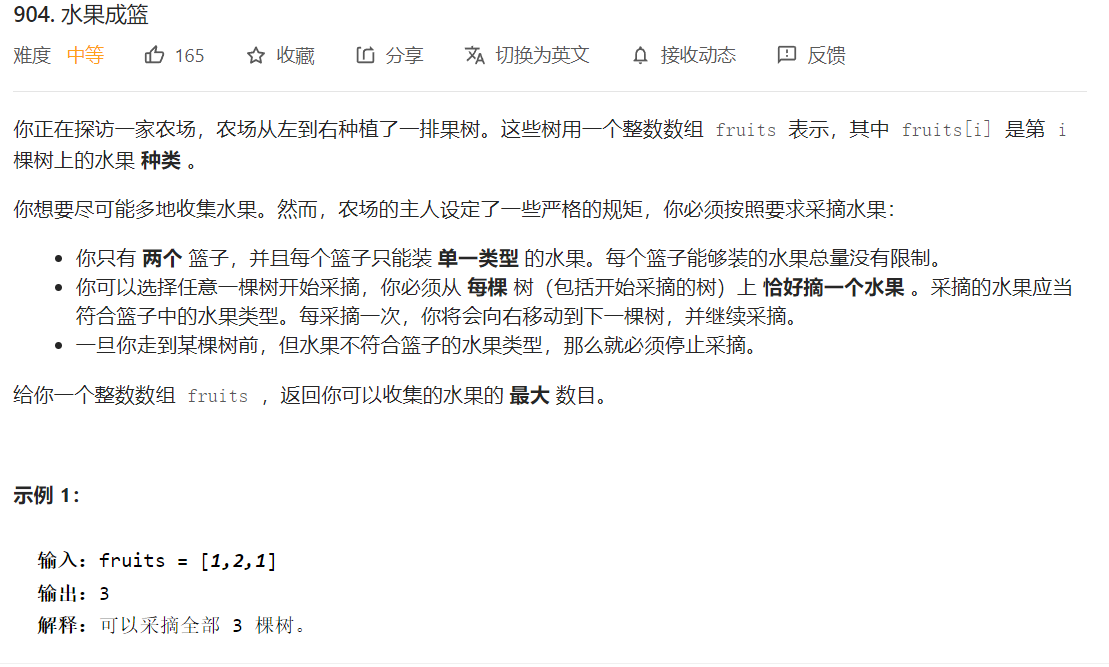 904. 水果成篮
难度 中等 165 收藏 分享 切换为英文 接收动态 反馈
你正在探访一家农场，农场从左到右种植了一排果树。这些树用一个整数数组 fruits 表示，其中 fruits[i] 是第 i
棵树上的水果 种类 。
你想要尽可能多地收集水果。然而，农场的主人设定了一些严格的规矩，你必须按照要求采摘水果：
• 你只有 两个 篮子，并且每个篮子只能装 单一类型 的水果。每个篮子能够装的水果总量没有限制。
• 你可以选择任意一棵树开始采摘，你必须从 每棵 树（包括开始采摘的树）上 恰好摘一个水果 。采摘的水果应当
符合篮子中的水果类型。每采摘一次，你将会向右移动到下一棵树，并继续采摘。
• 一旦你走到某棵树前，但水果不符合篮子的水果类型，那么就必须停止采摘。
给你一个整数数组 fruits ，返回你可以收集的水果的 最大 数目。
示例 1：
输入：fruits = [1,2,1]
输出：3
解释：可以采摘全部 3 棵树。